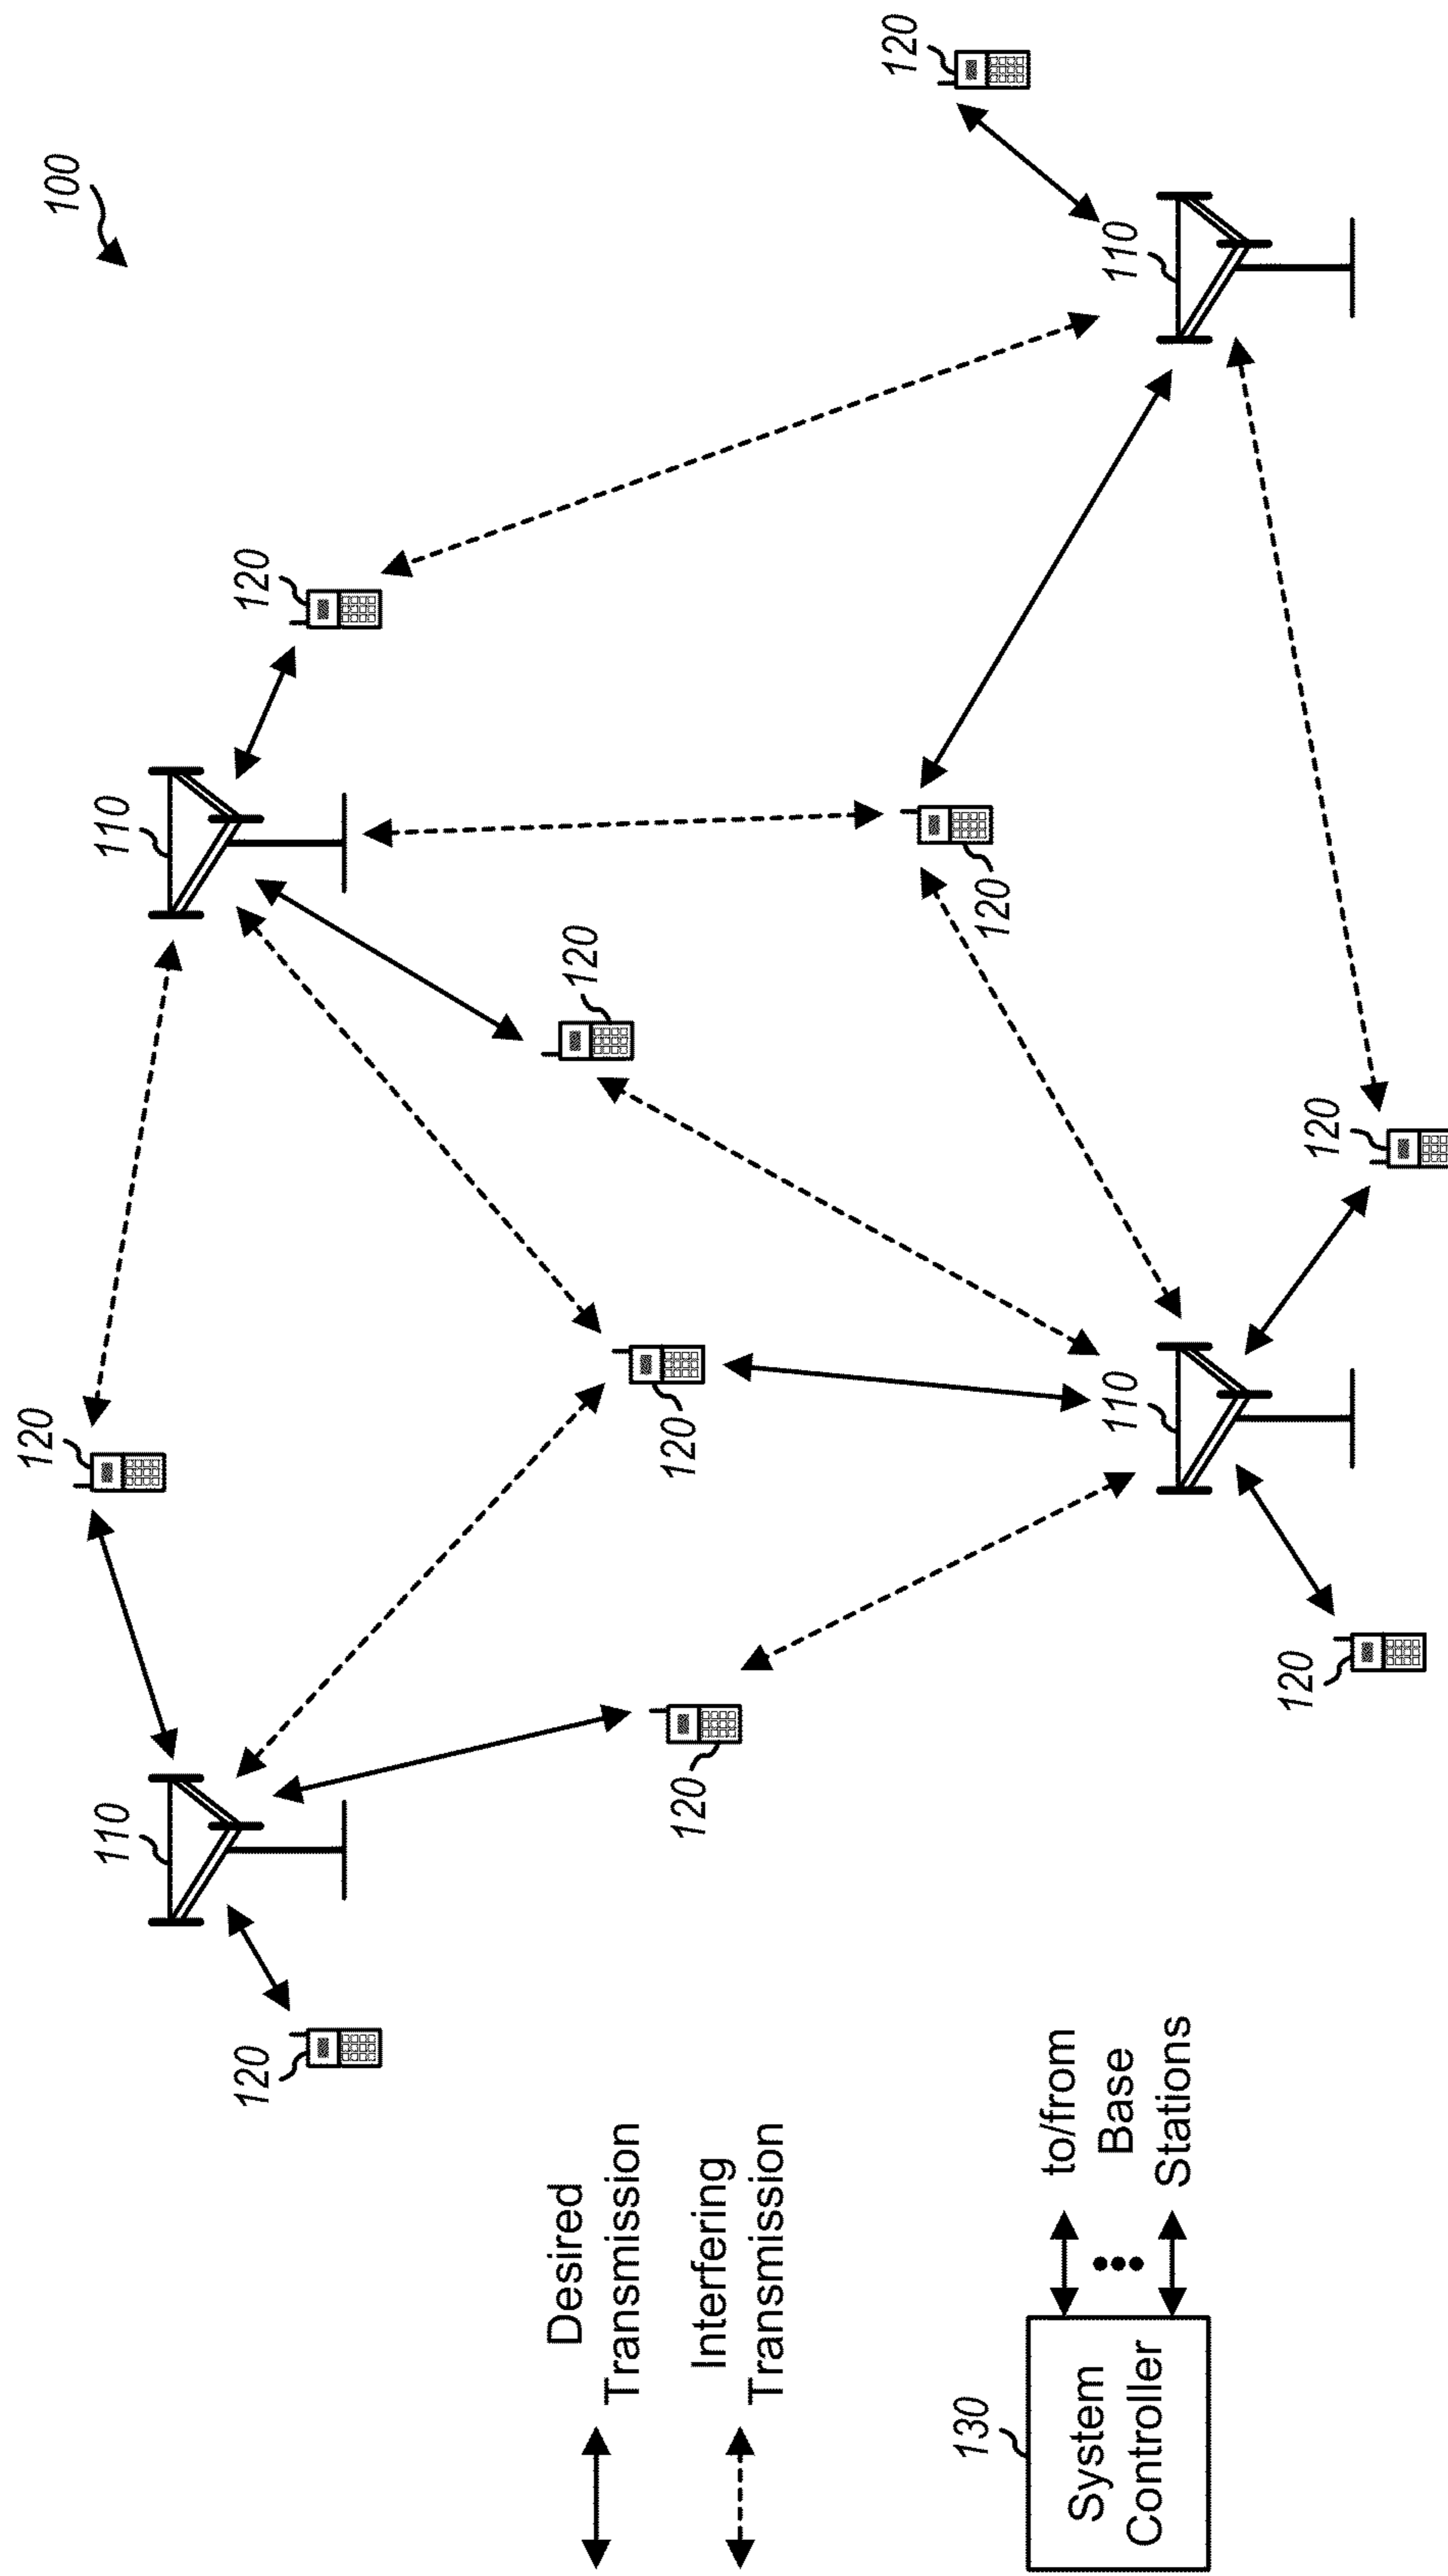 120
100
110
110
120
120
120
120
120
120
120
110
110
120
120
Desired
Transmission
Interfering
Transmission
130
System
Controller
to/from
Base
Stations